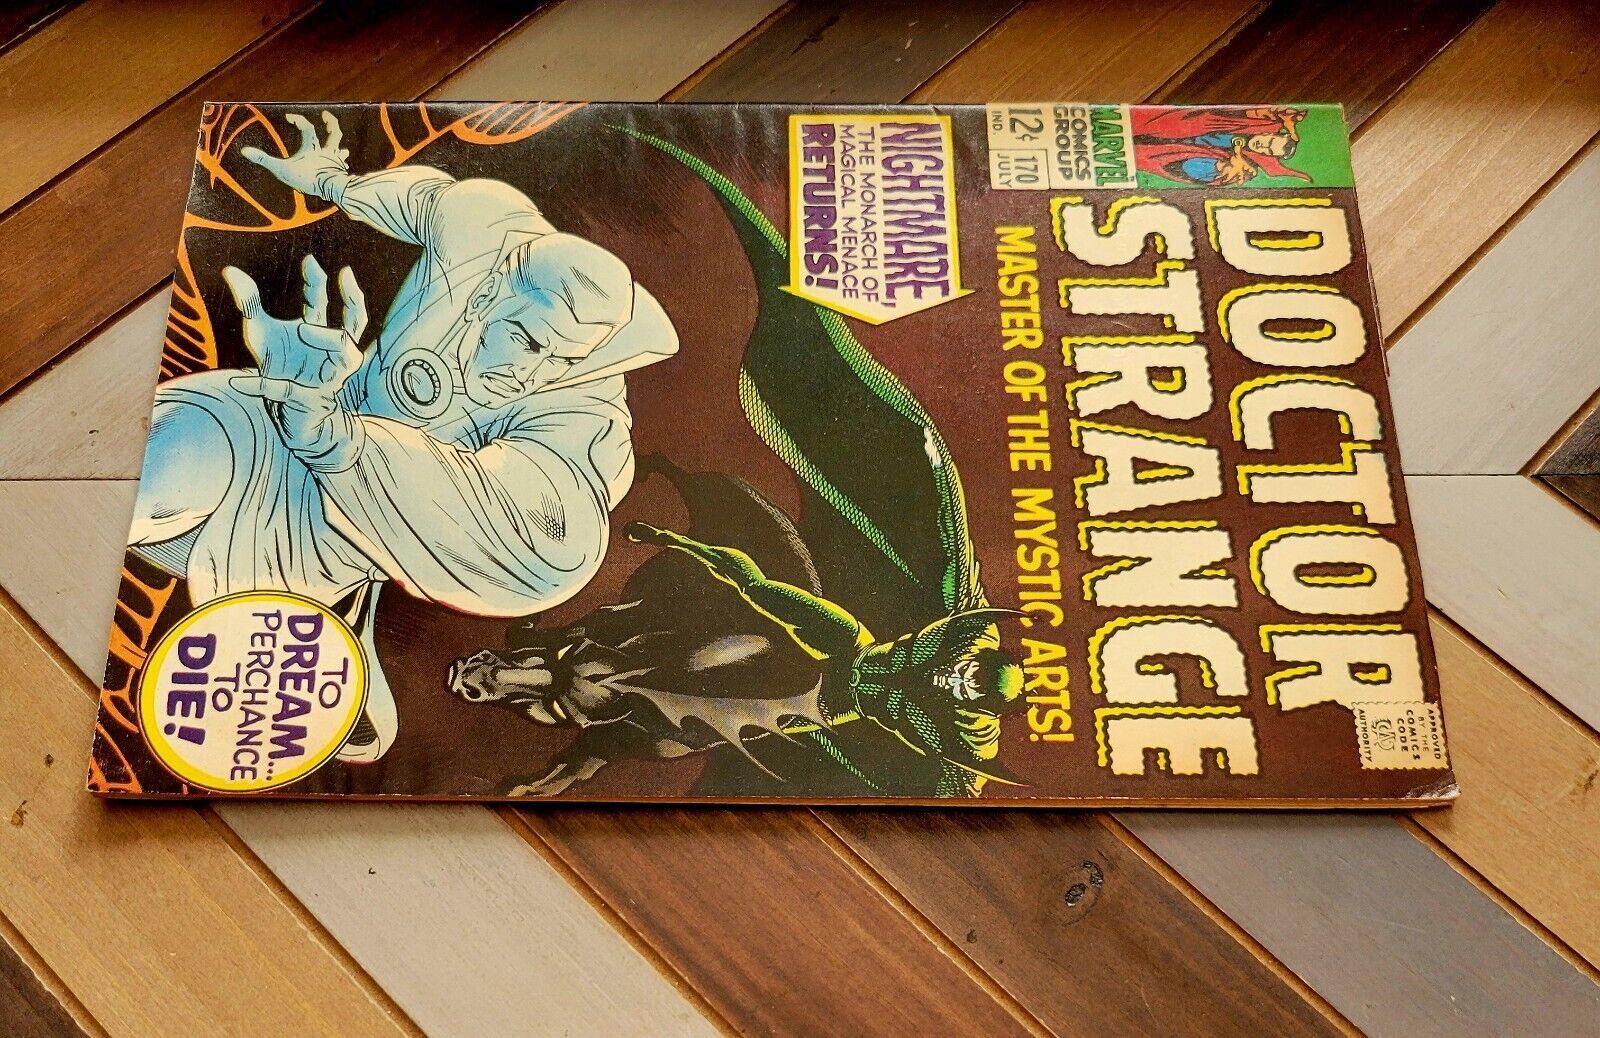 MARVEL
COMICS
GROUP
12¢
IND.
170
JULY
DOCTOR
STRANGE
MASTER OF THE MYSTIC ARTS!
APPROVED
BY THE
COMICS
CODE
AUTHORITY
NIGHTMARE,
THE MONARCH OF
MAGICAL MENACE
RETURNS!
TO
DREAM...
PERCHANCE
TO
DIE!